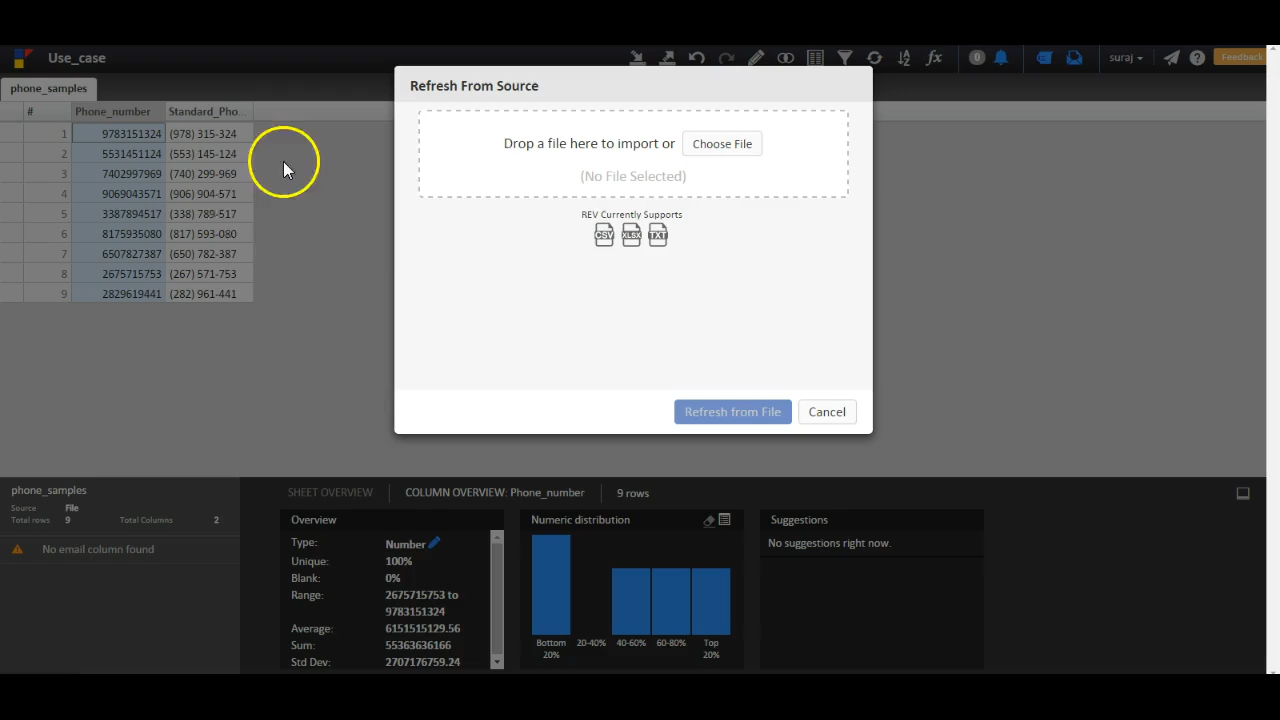 Use_case
fx
0
suraj
Feedback
phone_samples
Refresh From Source
# Phone_number Standard_Pho...
1 9783151324 (978) 315-324
2 5531451124 (553) 145-124
3 7402997969 (740) 299-969
4 9069043571 (906) 904-571
5 3387894517 (338) 789-517
6 8175935080 (817) 593-080
7 6507827387 (650) 782-387
8 2675715753 (267) 571-753
9 2829619441 (282) 961-441
Drop a file here to import or Choose File
(No File Selected)
REV Currently Supports
CSV XLSX TXT
Refresh from File Cancel
phone_samples
Source File
Total rows 9 Total Columns 2
No email column found
SHEET OVERVIEW COLUMN OVERVIEW: Phone_number 9 rows
Overview
Type: Number
Unique: 100%
Blank: 0%
Range: 2675715753 to
9783151324
Average: 6151515129.56
Sum: 55363636166
Std Dev: 2707176759.24
Numeric distribution
Bottom 20-40% 40-60% 60-80% Top
20% 20%
Suggestions
No suggestions right now.